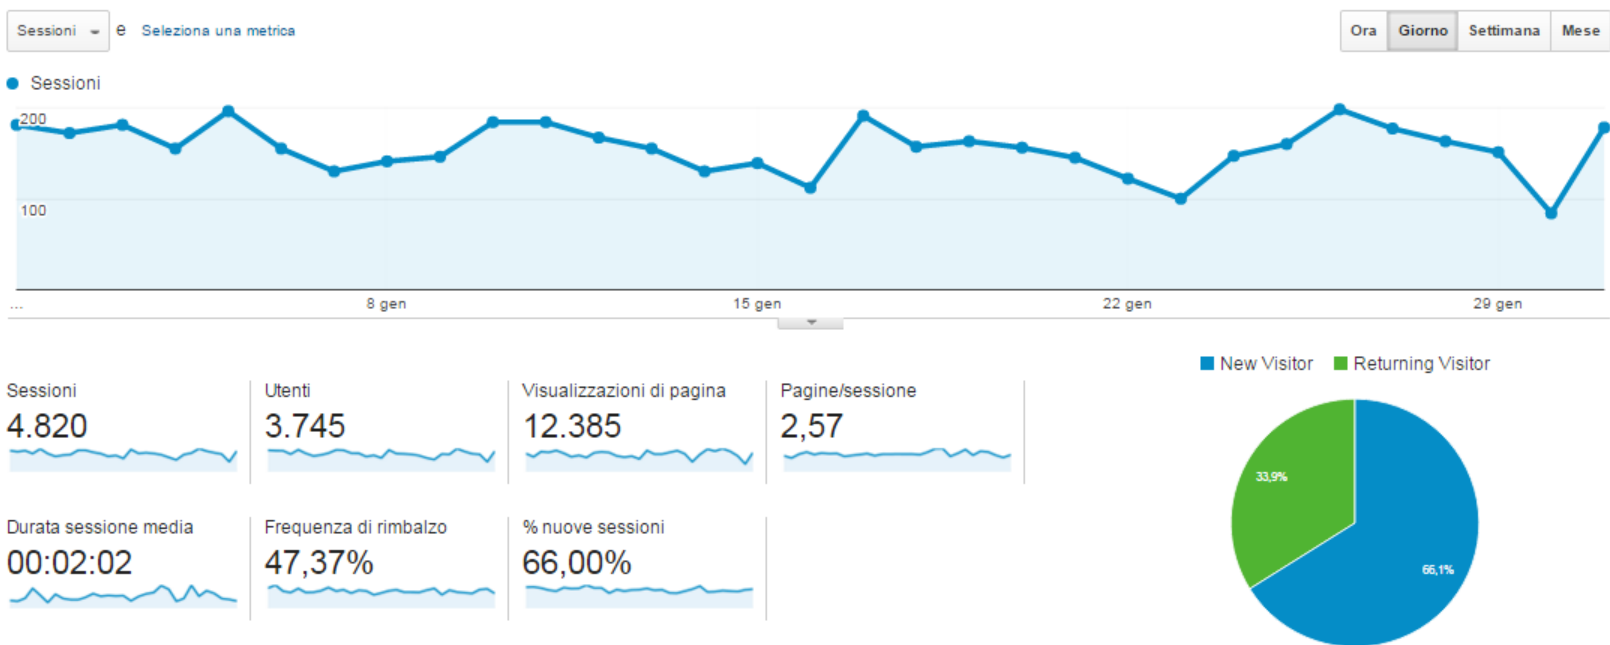 Sessioni e Seleziona una metrica Ora Giorno Settimana Mese
Sessioni
200
100
... 8 gen 15 gen 22 gen 29 gen
New Visitor Returning Visitor
Sessioni Utenti Visualizzazioni di pagina Pagine/sessione
4.820 3.745 12.385 2,57
33,9%
Durata sessione media Frequenza di rimbalzo % nuove sessioni
00:02:02 47,37% 66,00%
66,1%